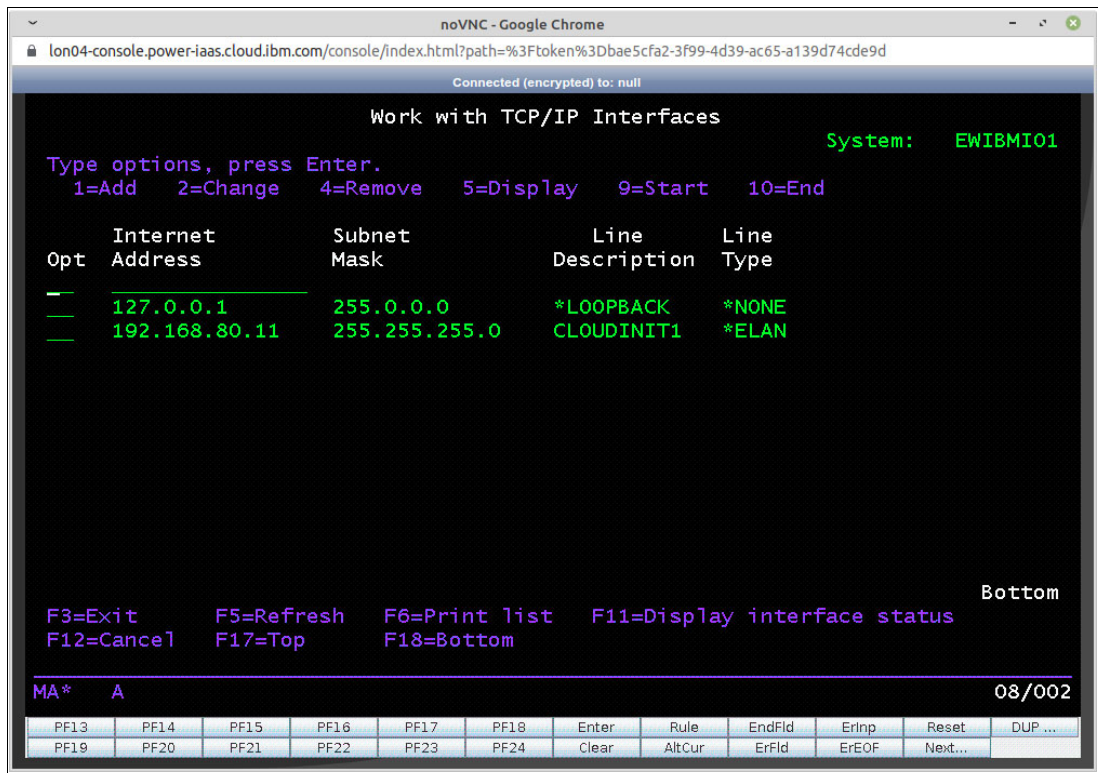 noVNC - Google Chrome
lon04-console.power-iaas.cloud.ibm.com/console/index.html?path=%3Ftoken%3Dbae5cfa2-3f99-4d39-ac65-a139d74cde9d
Connected (encrypted) to: null
Work with TCP/IP Interfaces
System: EWIBMIO1
Type options, press Enter.
1=Add 2=Change 4=Remove 5=Display 9=Start 10=End
Internet Subnet Line Line
Opt Address Mask Description Type
127.0.0.1 255.0.0.0 *LOOPBACK *NONE
192.168.80.11 255.255.255.0 CLOUDINIT1 *ELAN
Bottom
F3=Exit F5=Refresh F6=Print list F11=Display interface status
F12=Cancel F17=Top F18=Bottom
MA* A 08/002
PF13 PF14 PF15 PF16 PF17 PF18 Enter Rule EndFld ErInp Reset DUP ...
PF19 PF20 PF21 PF22 PF23 PF24 Clear AltCur ErFld ErEOF Next...